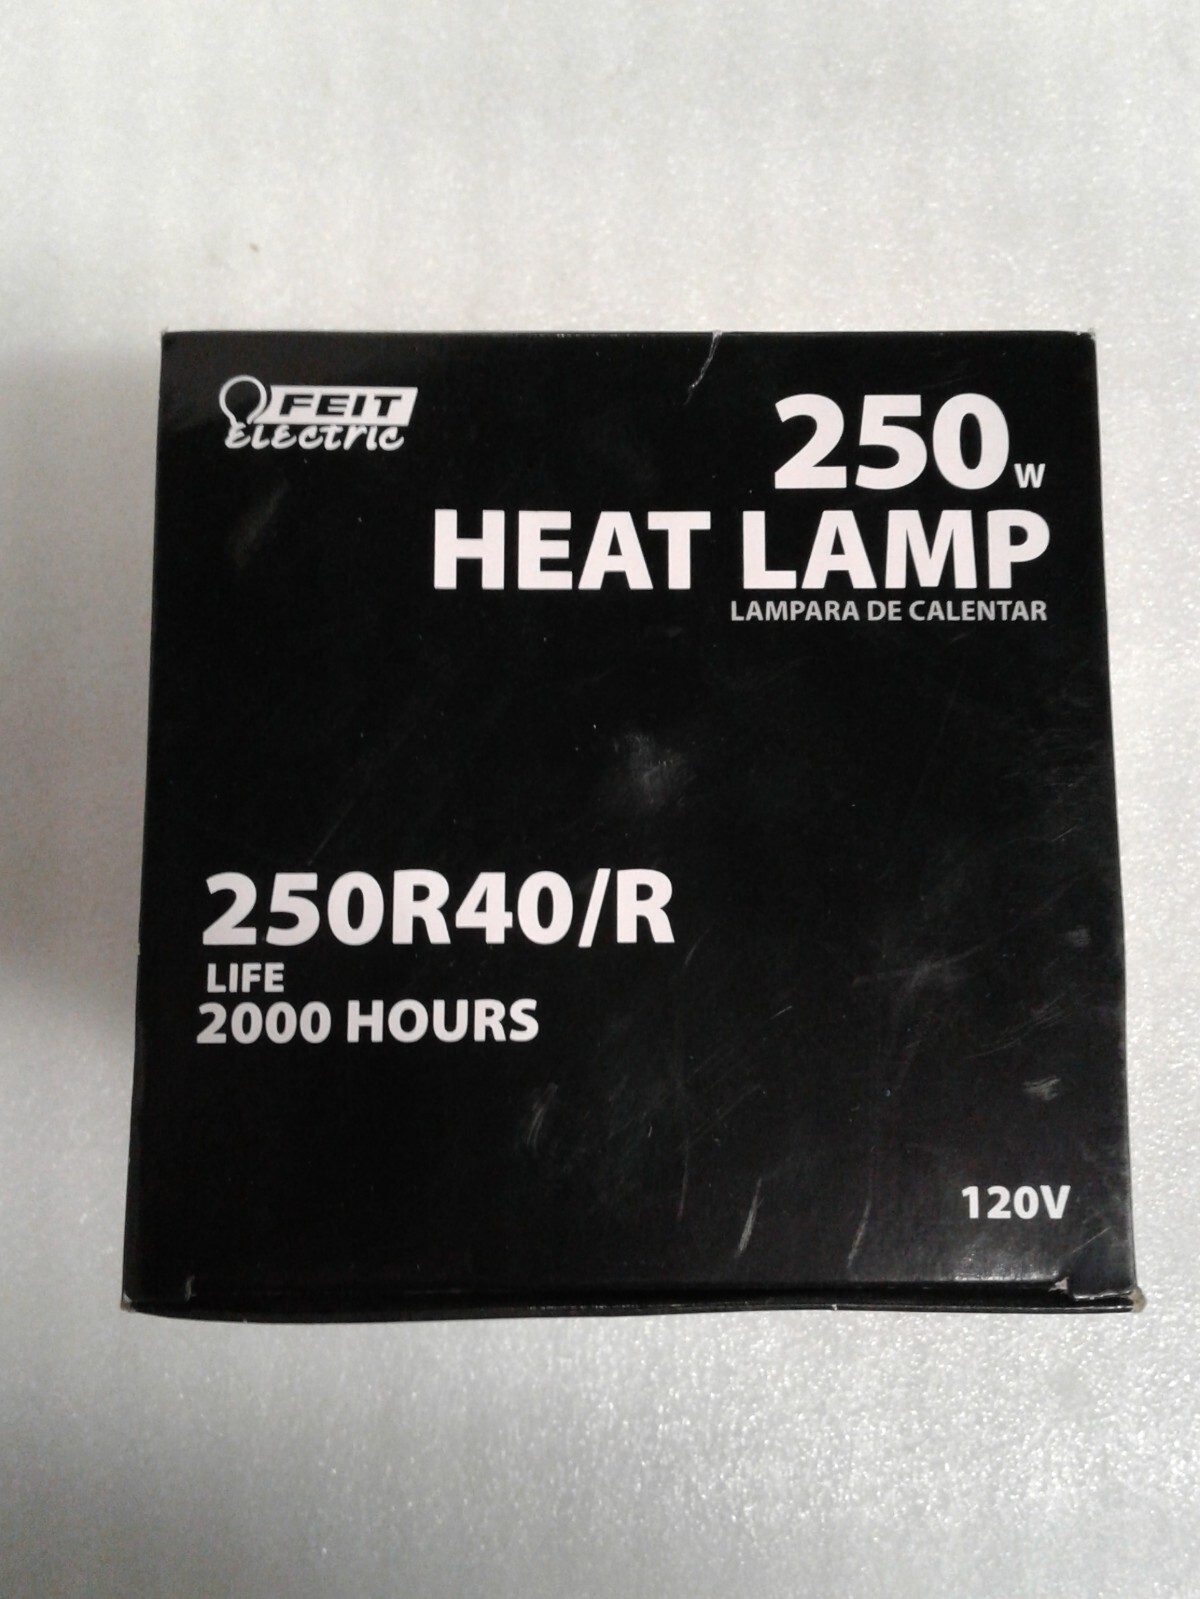 FEIT
ELECTRIC
250W
HEAT LAMP
LAMPARA DE CALENTAR
250R40/R
LIFE
2000 HOURS
120V